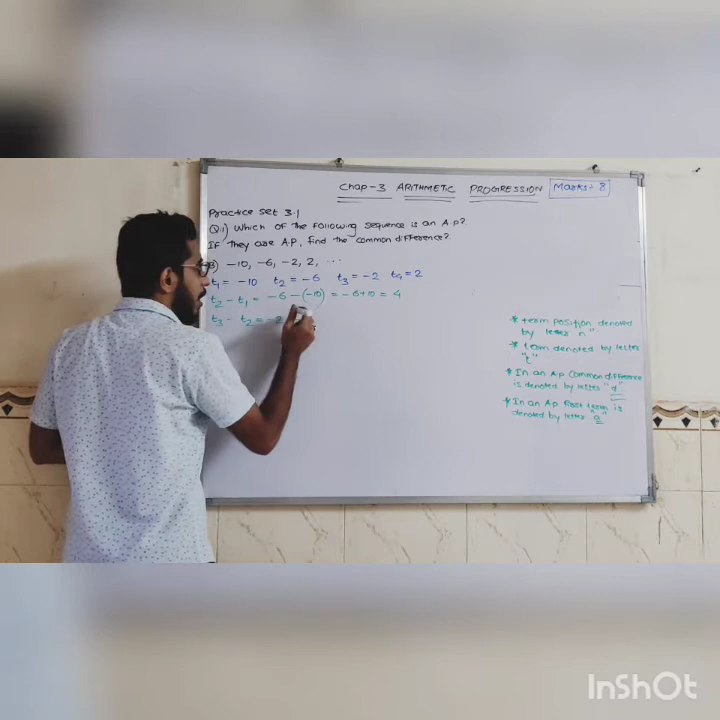 Chap-3 ARITHMETIC PROGRESSION Marks: 8
Practice Set 3.1
Q.1) Which of the following sequence is an A.P?
If they are A.P, find the common difference?
3) -10, -6, -2, 2, ...
t1 = -10 t2 = -6 t3 = -2 t4 = 2
t2 - t1 = -6 - (-10) = -6 + 10 = 4
t3 - t2 = -2
* term position denoted
by letter "n"
* term denoted by letter
"t"
* In an A.p Common difference
is denoted by letter "d"
* In an A.p First term is
denoted by letter "a"
InShOt